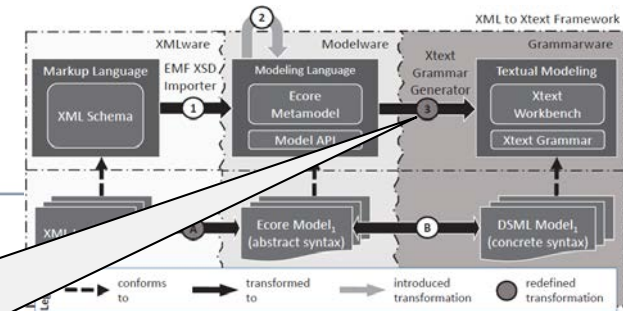 2
XML to Xtext Framework
XMLware
Modelware
Grammarware
Markup Language
EMF XSD
Importer
Modeling Language
Xtext
Grammar
Generator
Textual Modeling
XML Schema
1
Ecore
Metamodel
3
Xtext
Workbench
Model API
Xtext Grammar
A
Ecore Model1
(abstract syntax)
B
DSML Model1
(concrete syntax)
conforms
to
transformed
to
introduced
transformation
redefined
transformation